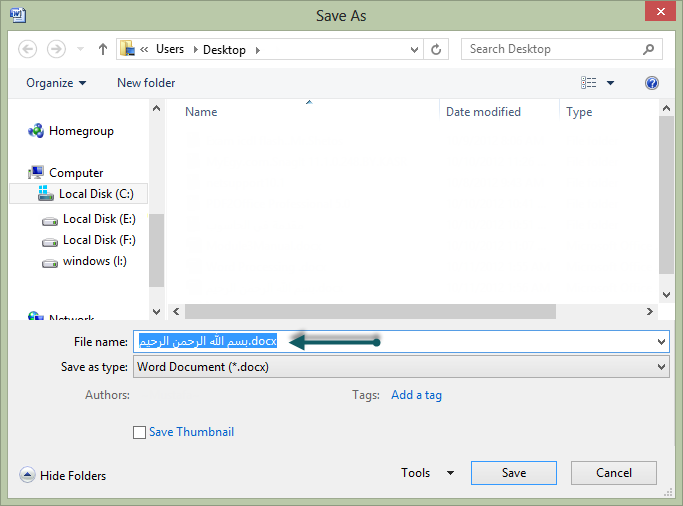 Save As
« Users Desktop
Search Desktop
Organize New folder
Name Date modified Type
Homegroup
Computer
Local Disk (C:)
Local Disk (E:)
Local Disk (F:)
windows (I:)
Network
File name: بسم الله الرحمن الرحيم.docx
Save as type: Word Document (*.docx)
Authors: Tags: Add a tag
Save Thumbnail
Hide Folders Tools Save Cancel